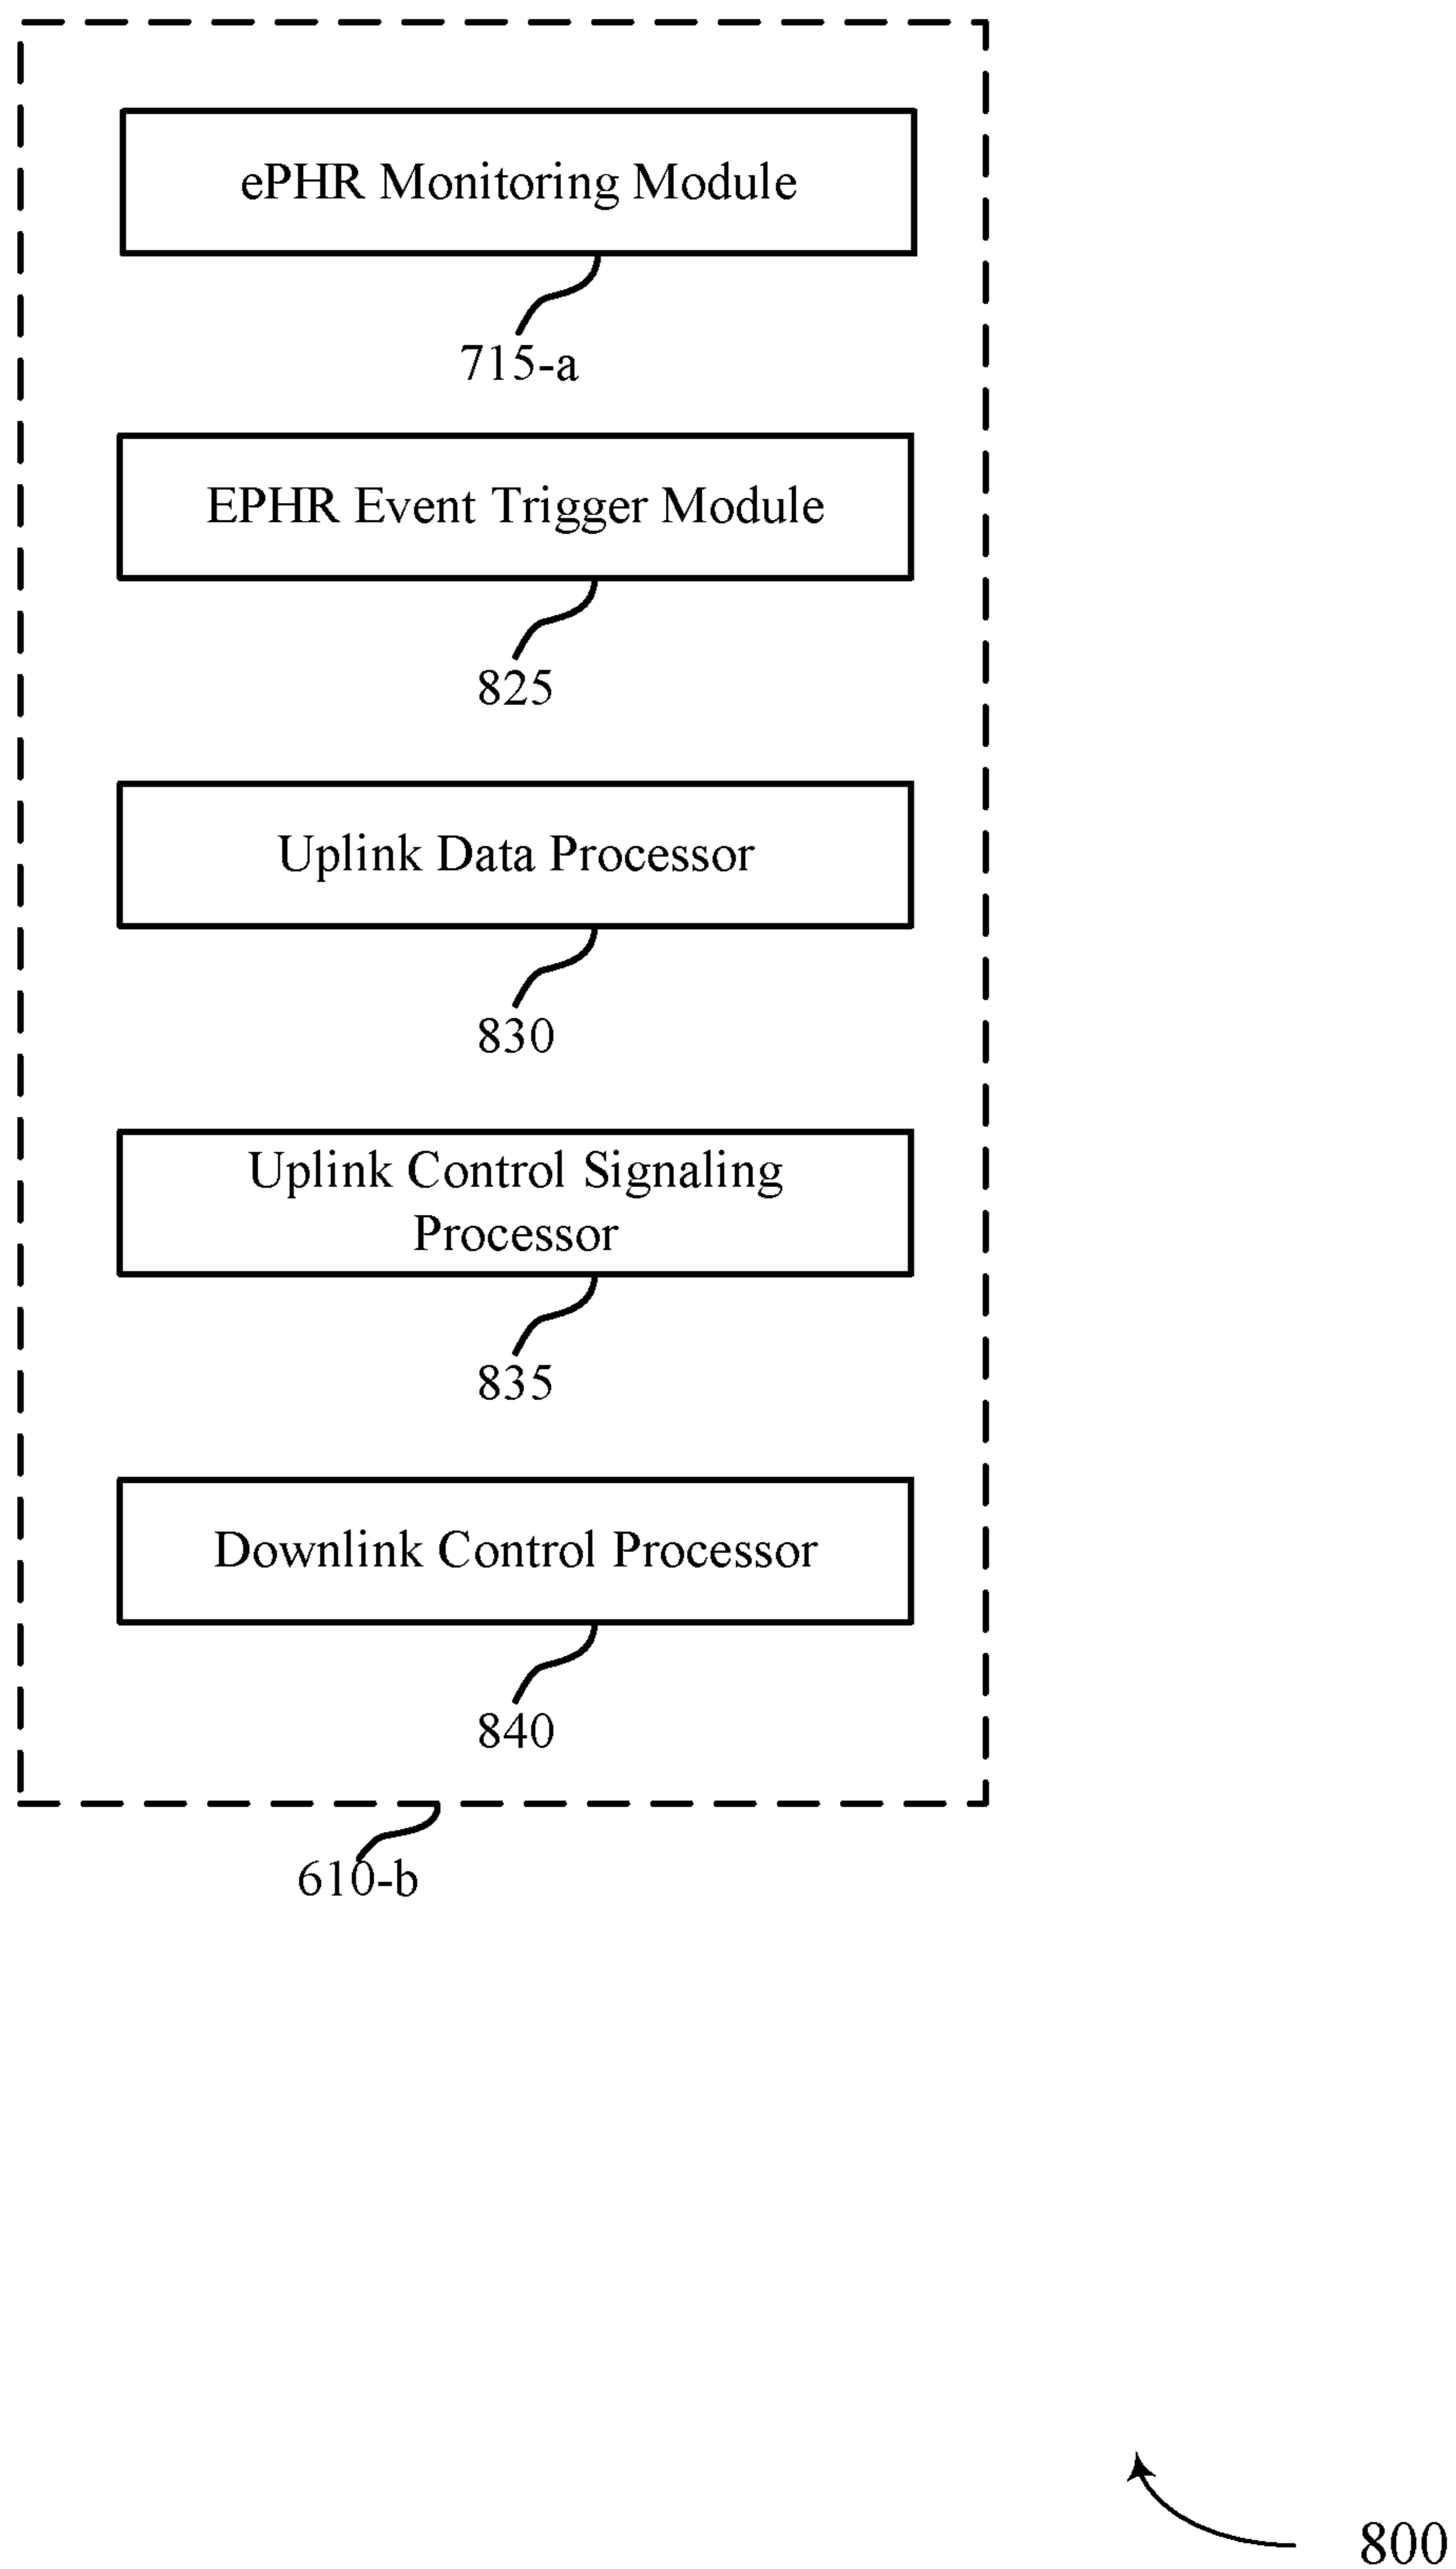 ePHR Monitoring Module
715-a
EPHR Event Trigger Module
825
Uplink Data Processor
830
Uplink Control Signaling
Processor
835
Downlink Control Processor
840
610-b
800